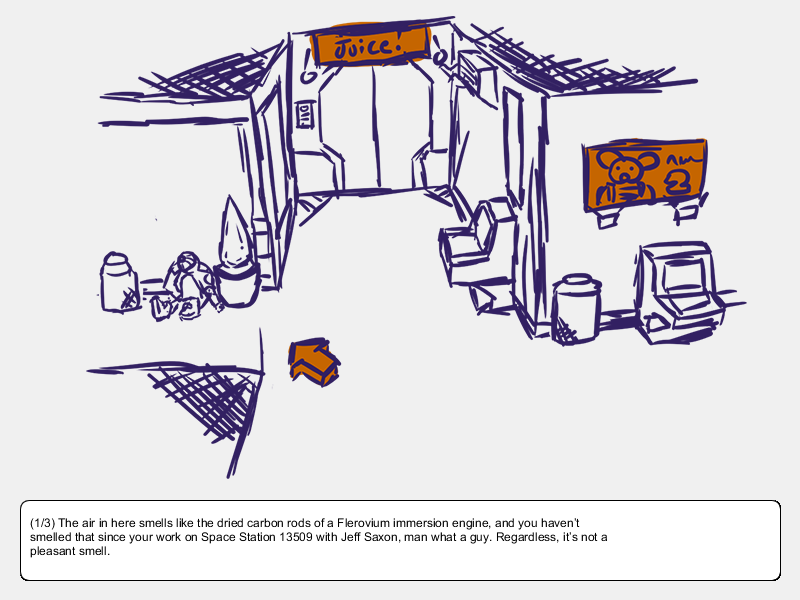 Juice!
(1/3) The air in here smells like the dried carbon rods of a Flerovium immersion engine, and you haven't
smelled that since your work on Space Station 13509 with Jeff Saxon, man what a guy. Regardless, it's not a
pleasant smell.